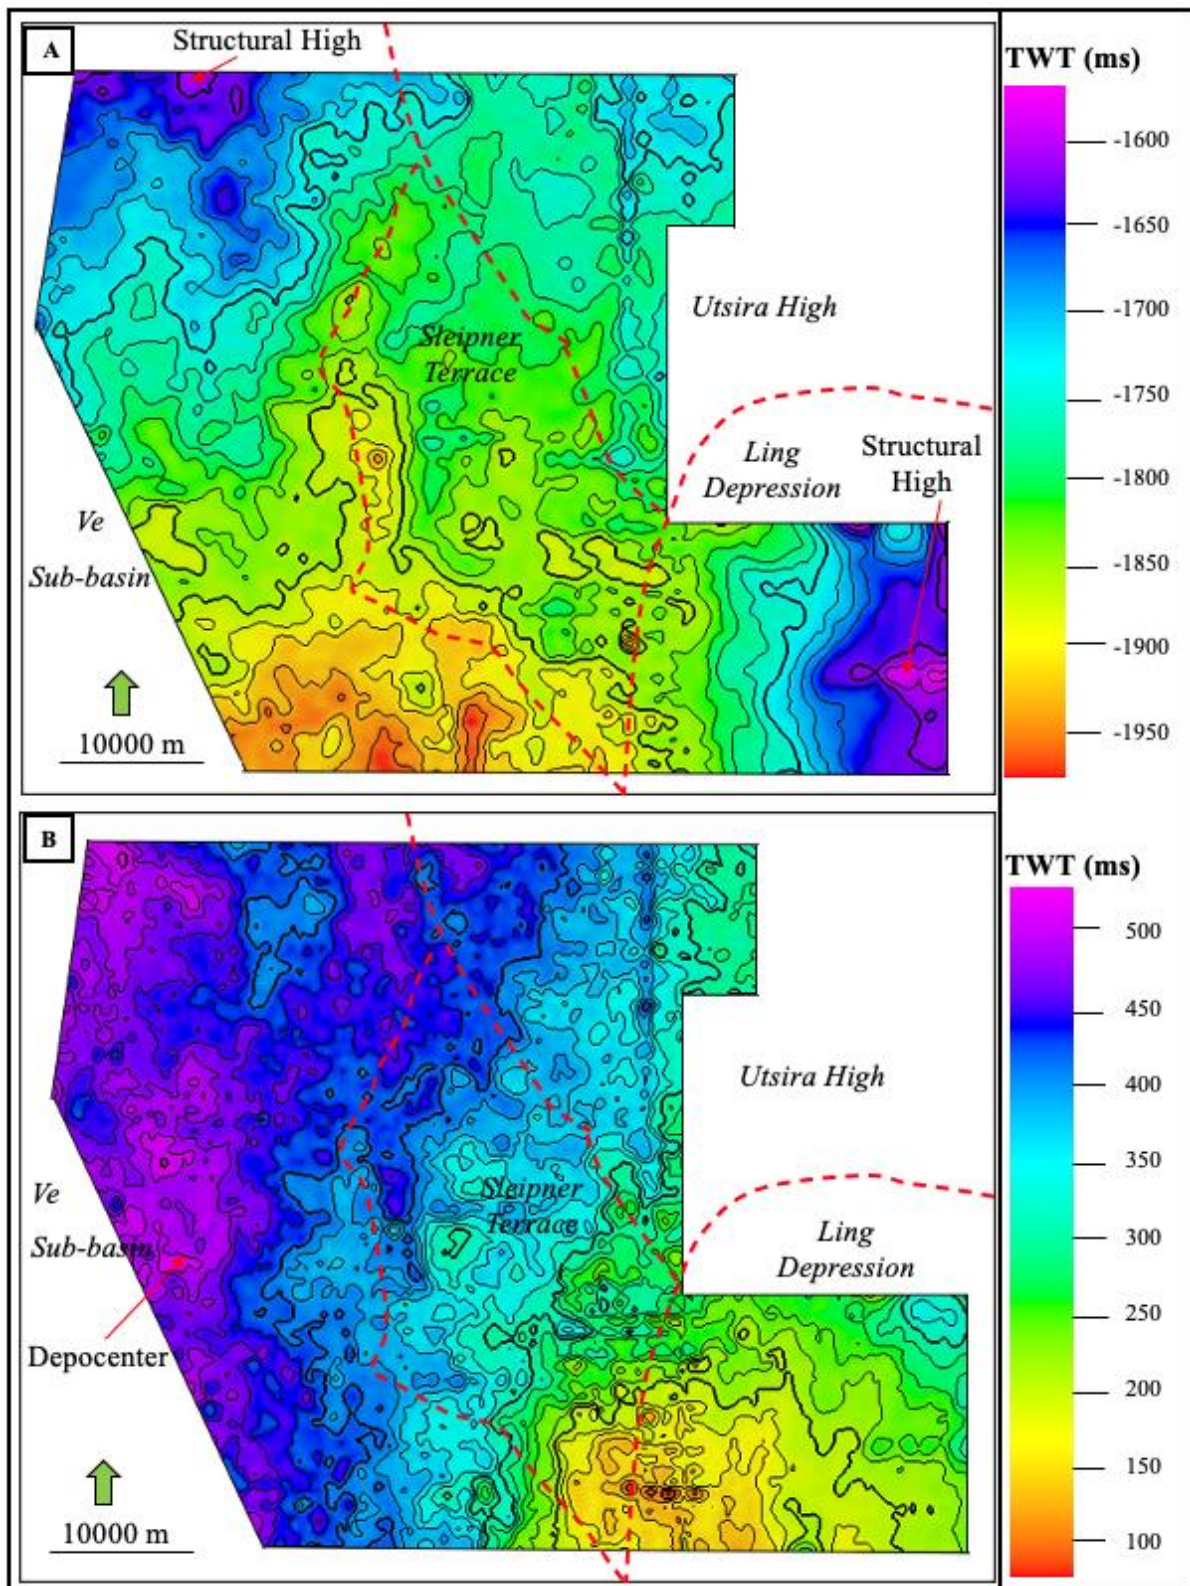 A
Structural High
TWT (ms)
-1600
-1650
-1700
-1750
-1800
-1850
-1900
-1950
Utsira High
Sleipner
Terrace
Ling
Depression
Structural
High
Ve
Sub-basin
10000 m
B
TWT (ms)
500
450
400
350
300
250
200
150
100
Utsira High
Ve
Sub-basin
Sleipner
Terrace
Ling
Depression
Depocenter
10000 m